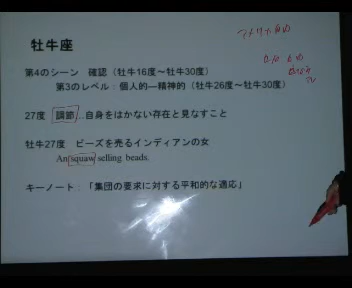 牡牛座
第4のシーン　確認（牡牛16度〜牡牛30度）
第3のレベル：個人的―精神的（牡牛26度〜牡牛30度）
27度　調節…自身をはかない存在と見なすこと
牡牛27度　ビーズを売るインディアンの女
An squaw selling beads.
キーノート：「集団の要求に対する平和的な適応」